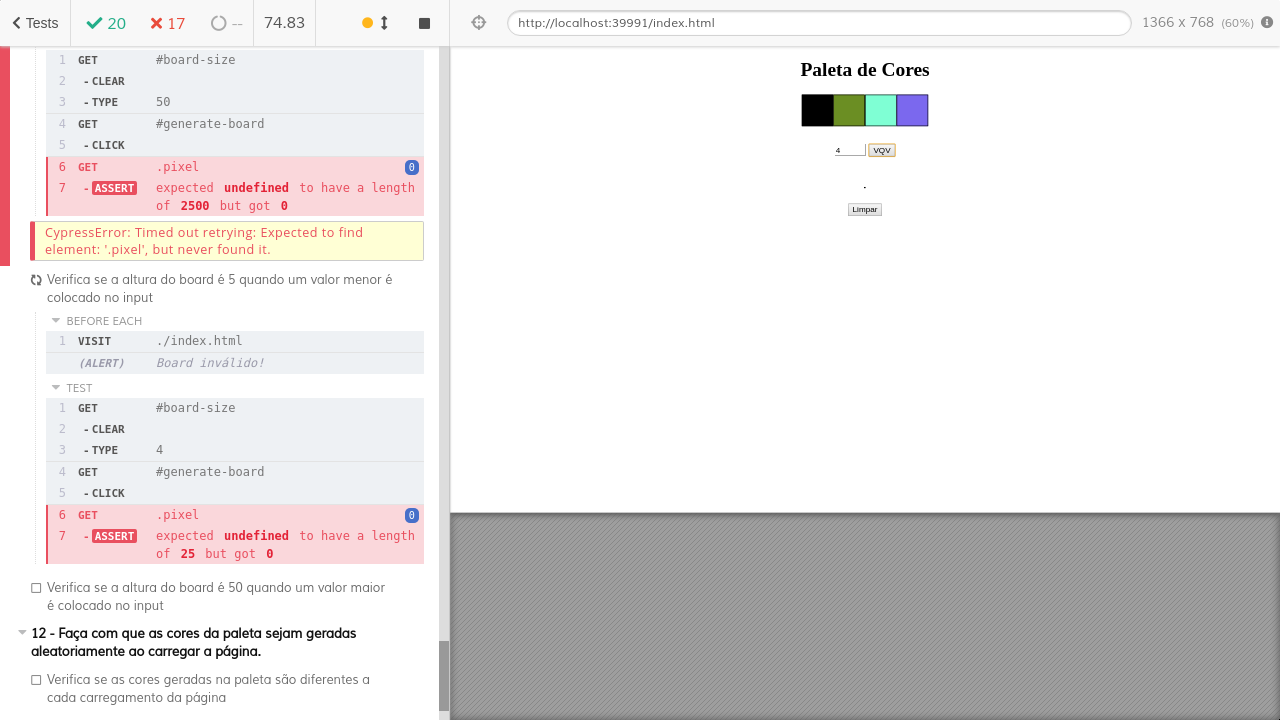 Tests
20
17
--
74.83
http://localhost:39991/index.html
1366 x 768 (60%)
1 GET #board-size
2 - CLEAR
3 - TYPE 50
4 GET #generate-board
5 - CLICK
6 GET .pixel 0
7 - ASSERT expected undefined to have a length
of 2500 but got 0
CypressError: Timed out retrying: Expected to find
element: '.pixel', but never found it.
Verifica se a altura do board é 5 quando um valor menor é
colocado no input
BEFORE EACH
1 VISIT ./index.html
(ALERT) Board inválido!
TEST
1 GET #board-size
2 - CLEAR
3 - TYPE 4
4 GET #generate-board
5 - CLICK
6 GET .pixel 0
7 - ASSERT expected undefined to have a length
of 25 but got 0
Verifica se a altura do board é 50 quando um valor maior
é colocado no input
12 - Faça com que as cores da paleta sejam geradas
aleatoriamente ao carregar a página.
Verifica se as cores geradas na paleta são diferentes a
cada carregamento da página
Paleta de Cores
4 VQV
Limpar